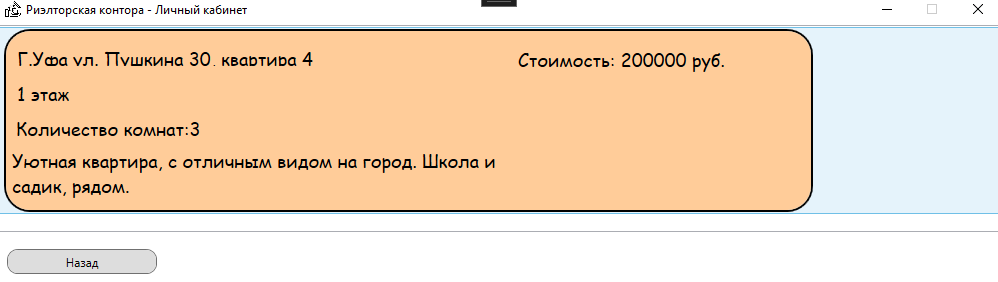 Риэлторская контора - Личный кабинет
Г.Уфа ул. Пушкина 30, квартира 4
Стоимость: 200000 руб.
1 этаж
Количество комнат:3
Уютная квартира, с отличным видом на город. Школа и
садик, рядом.
Назад